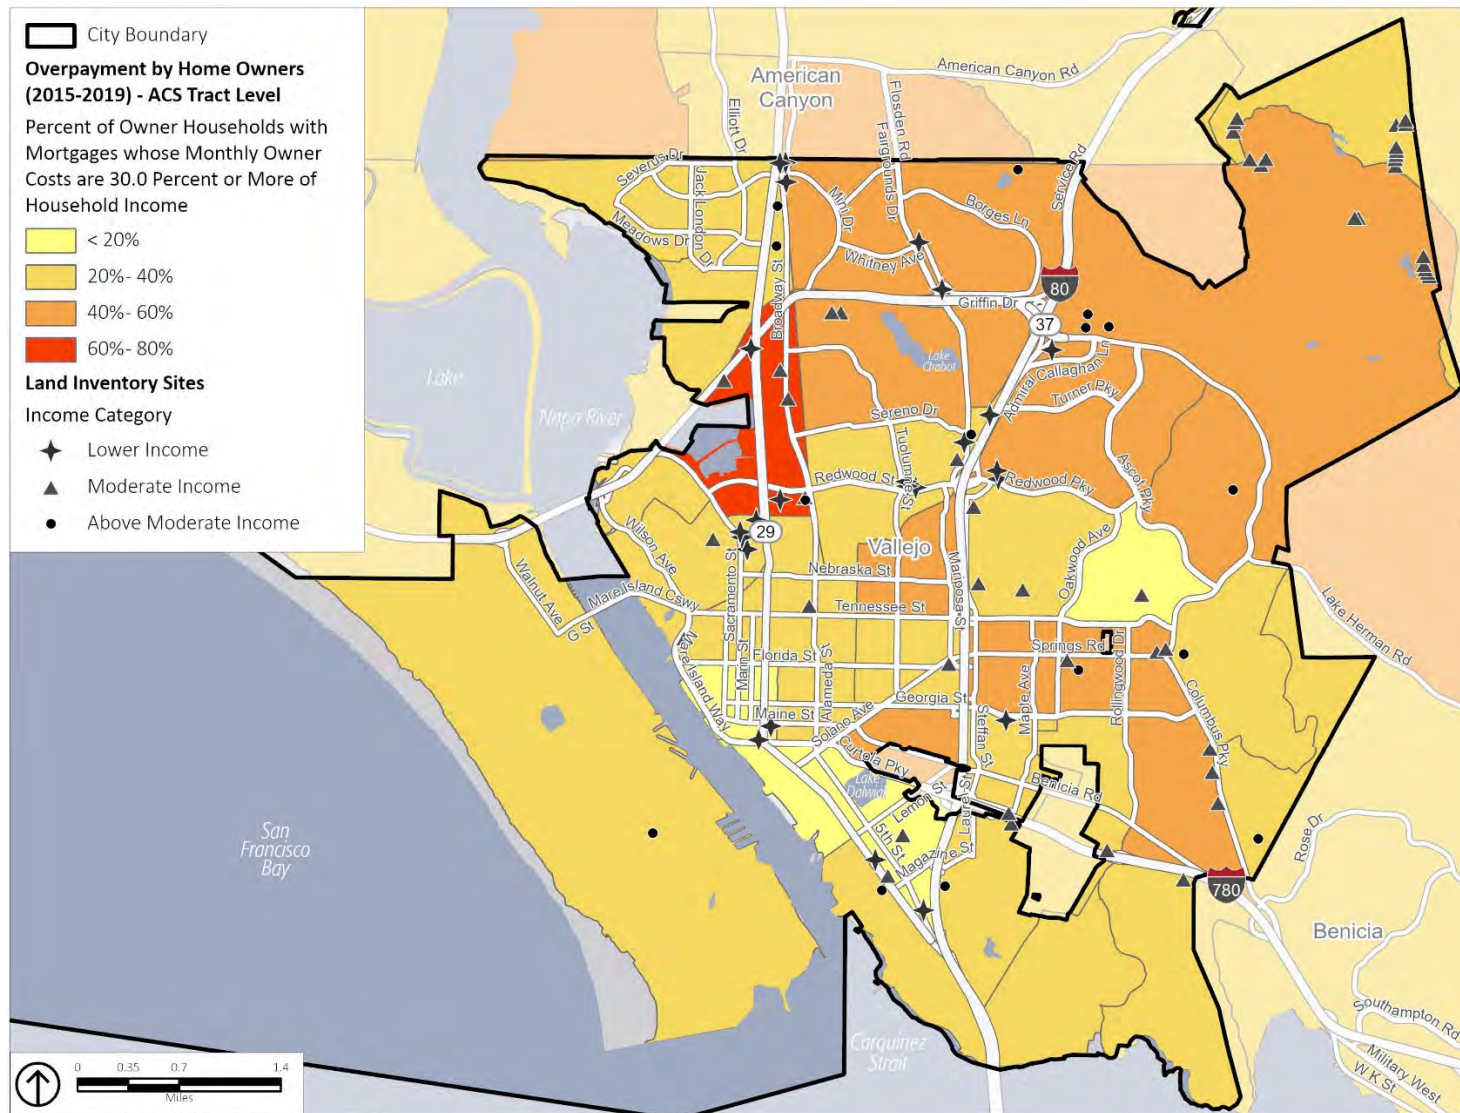 City Boundary
Overpayment by Home Owners
(2015-2019) - ACS Tract Level
Percent of Owner Households with
Mortgages whose Monthly Owner
Costs are 30.0 Percent or More of
Household Income
< 20%
20%- 40%
40%- 60%
60%- 80%
Land Inventory Sites
Income Category
Lower Income
Moderate Income
Above Moderate Income
American
Canyon
American Canyon Rd
Elliott Dr
Flosden Rd
Fairgrounds Dr
Service Rd
Severus Dr
Jack London Dr
Meadows Dr
Mini Dr
Borges Ln
Whitney Ave
Broadway St
Griffin Dr
80
37
Lake
Napa River
Lake
Chabot
Admiral Callaghan Ln
Turner Pky
Sereno Dr
Tuolumne St
Redwood St
Redwood Pky
Ascot Pky
29
Vallejo
Wilson Ave
Walnut Ave
G St
Mare Island Cswy
Sacramento St
Nebraska St
Mariposa St
Oakwood Ave
Tennessee St
Lake Herman Rd
Marin St
Florida St
Alameda St
Springs Rd
Rollingwood Dr
Mare Island Way
Georgia St
Maple Ave
Maine St
Solano Ave
Steffan St
Columbus Pky
Curtola Pky
Lake
Dalwigk
Lemon St
Laurel St
Benicia Rd
5th St
Magazine St
San
Francisco
Bay
Rose Dr
780
Benicia
Southampton Rd
Carquinez
Strait
Military West
W K St
0 0.35 0.7 1.4
Miles